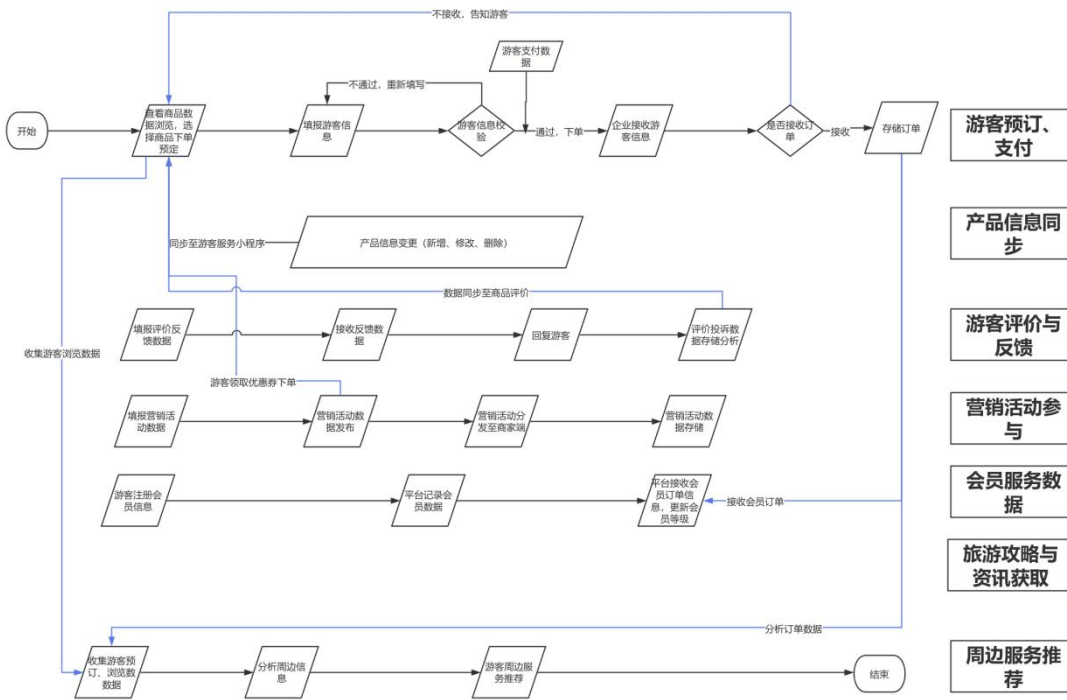 不接收，告知游客
游客支付数
据
不通过，重新填写
开始
查看商品数
据浏览，选
择商品下单
预定
填报游客信
息
游客信息校
验
通过，下单
企业接收游
客信息
是否接收订
单
接收
存储订单
游客预订、
支付
同步至游客服务小程序
产品信息变更（新增、修改、删除）
产品信息同
步
数据同步至商品评价
填报评价反
馈数据
接收反馈数
据
回复游客
评价投诉数
据存储分析
游客评价与
反馈
收集游客浏览数据
游客领取优惠券下单
填报营销活
动数据
营销活动数
据发布
营销活动分
发至商家端
营销活动数
据存储
营销活动参
与
游客注册会
员信息
平台记录会
员数据
平台接收会
员订单信
息，更新会
员等级
接收会员订单
会员服务数
据
旅游攻略与
资讯获取
分析订单数据
收集游客预
订、浏览数
数据
分析周边信
息
游客周边服
务推荐
结束
周边服务推
荐